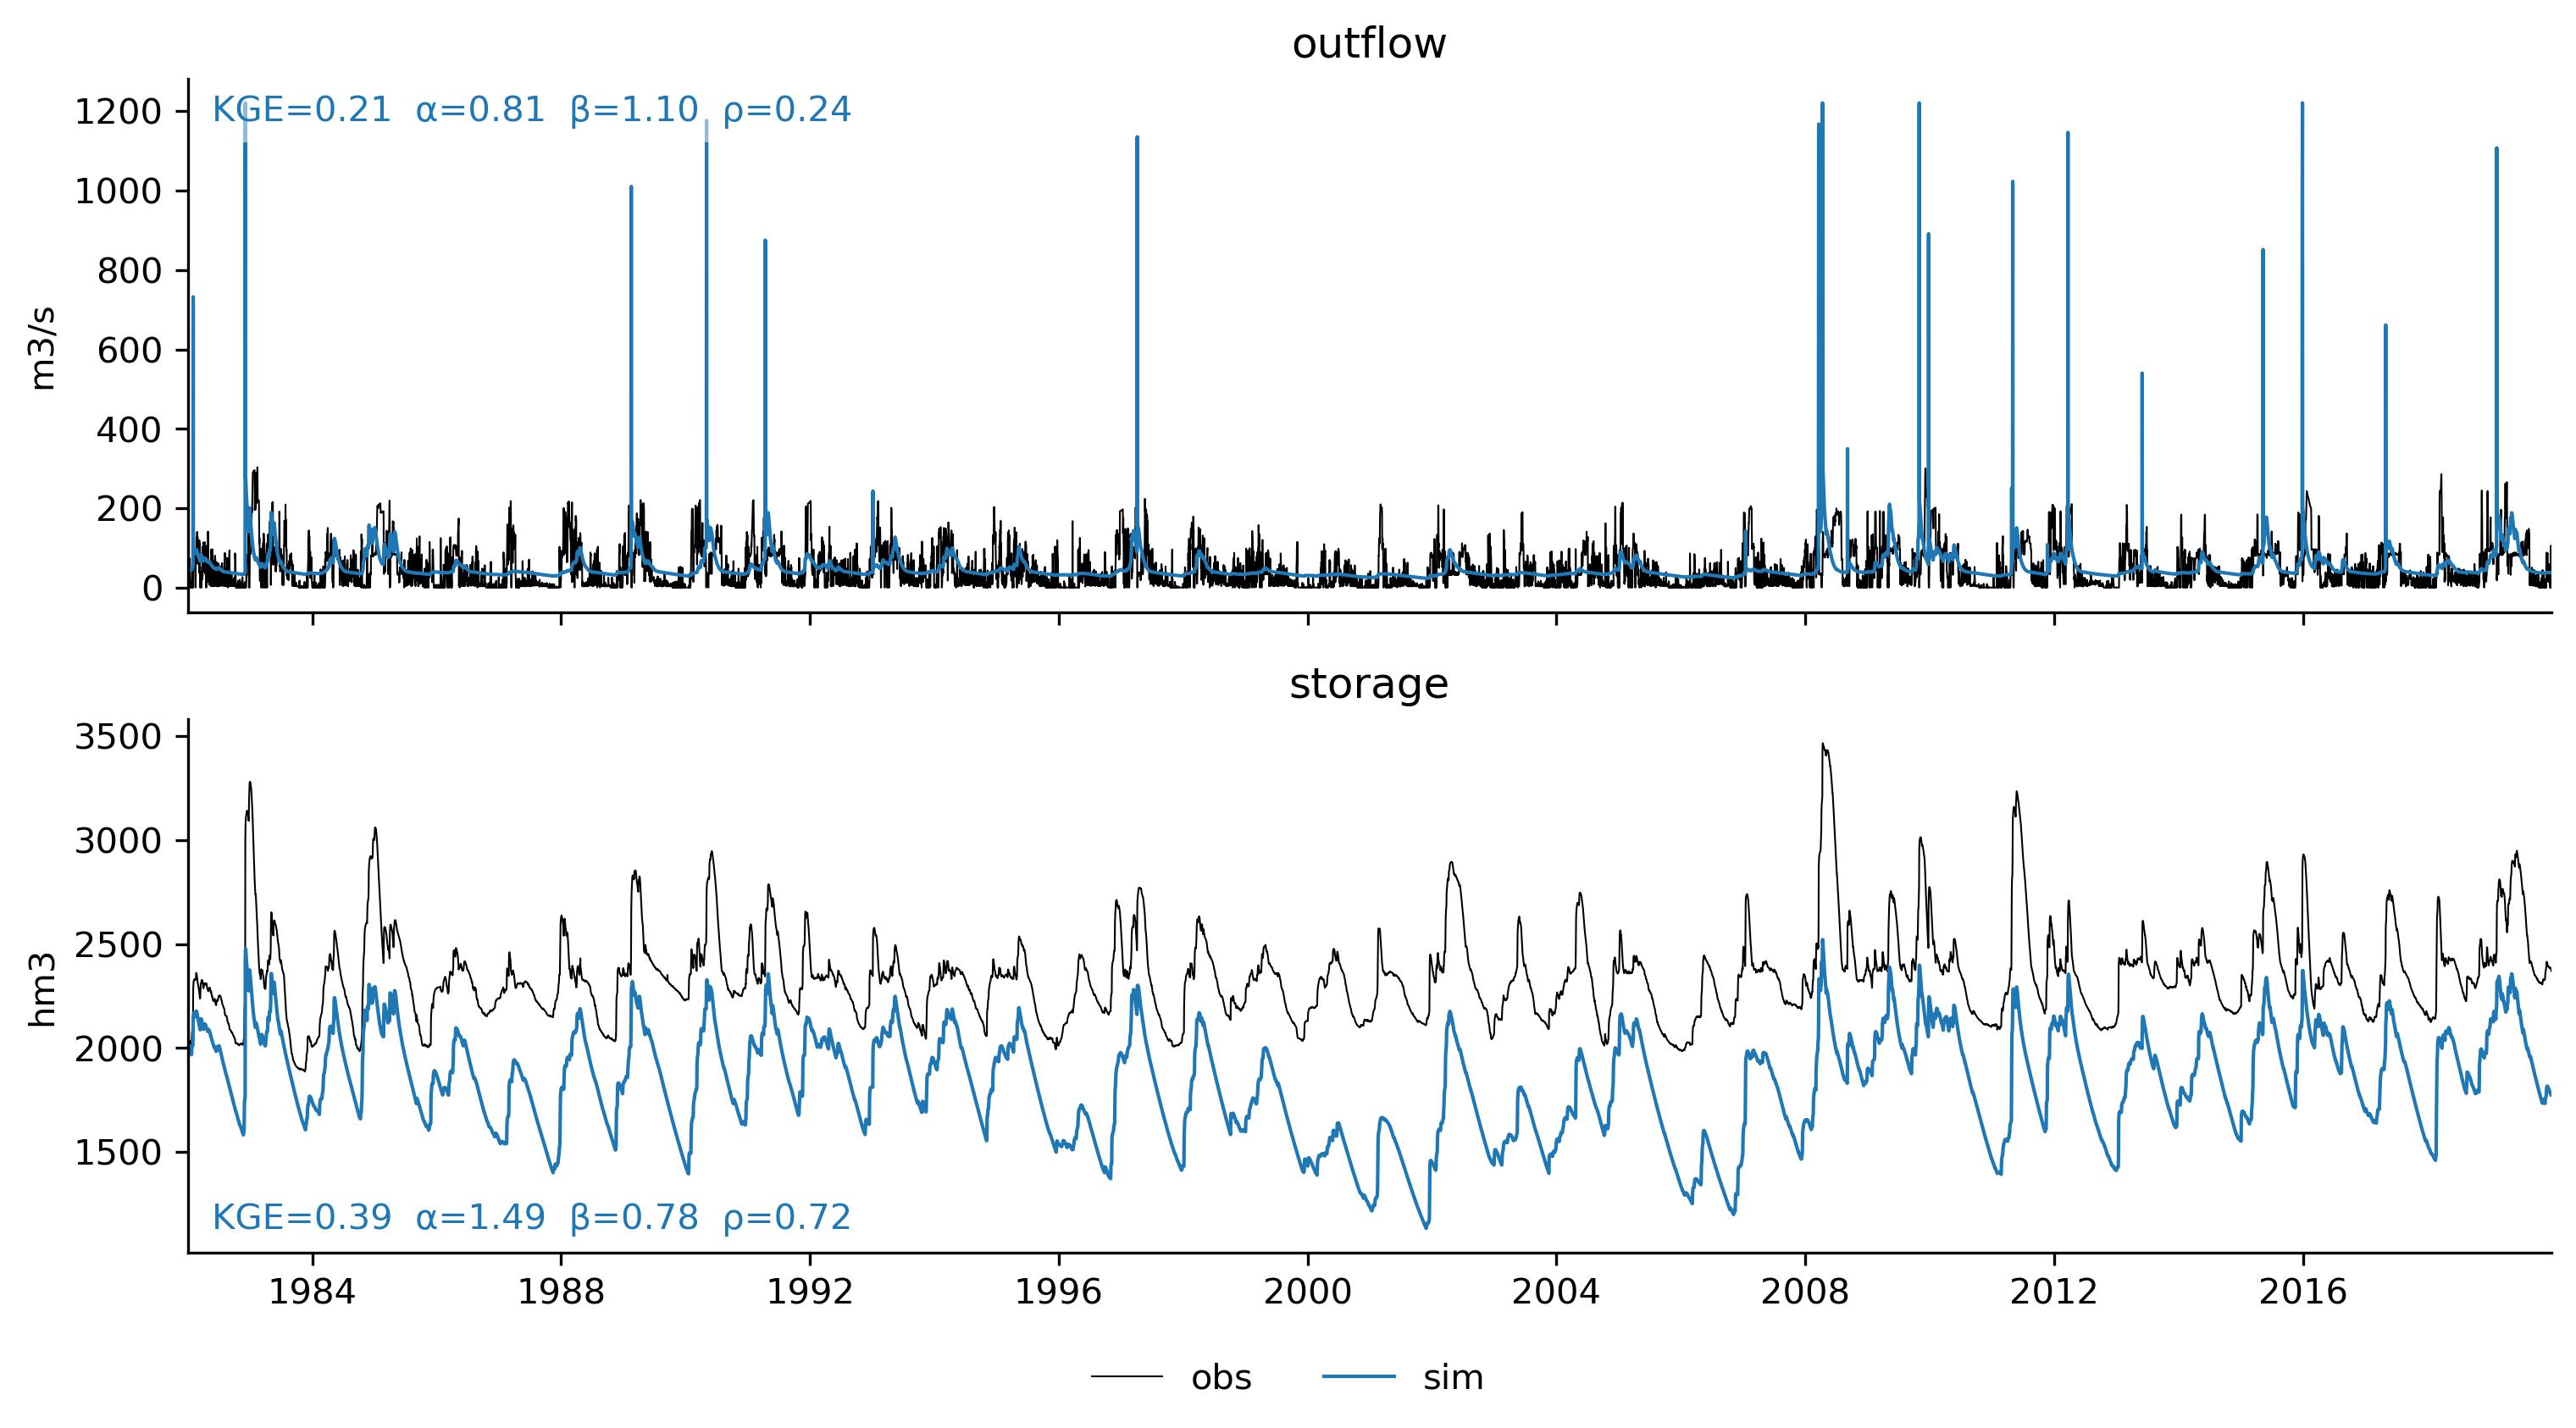 outflow
KGE=0.21 α=0.81 β=1.10 ρ=0.24
1200
1000
800
600
400
200
0
m3/s
storage
3500
3000
2500
2000
1500
hm3
KGE=0.39 α=1.49 β=0.78 ρ=0.72
1984 1988 1992 1996 2000 2004 2008 2012 2016
obs sim